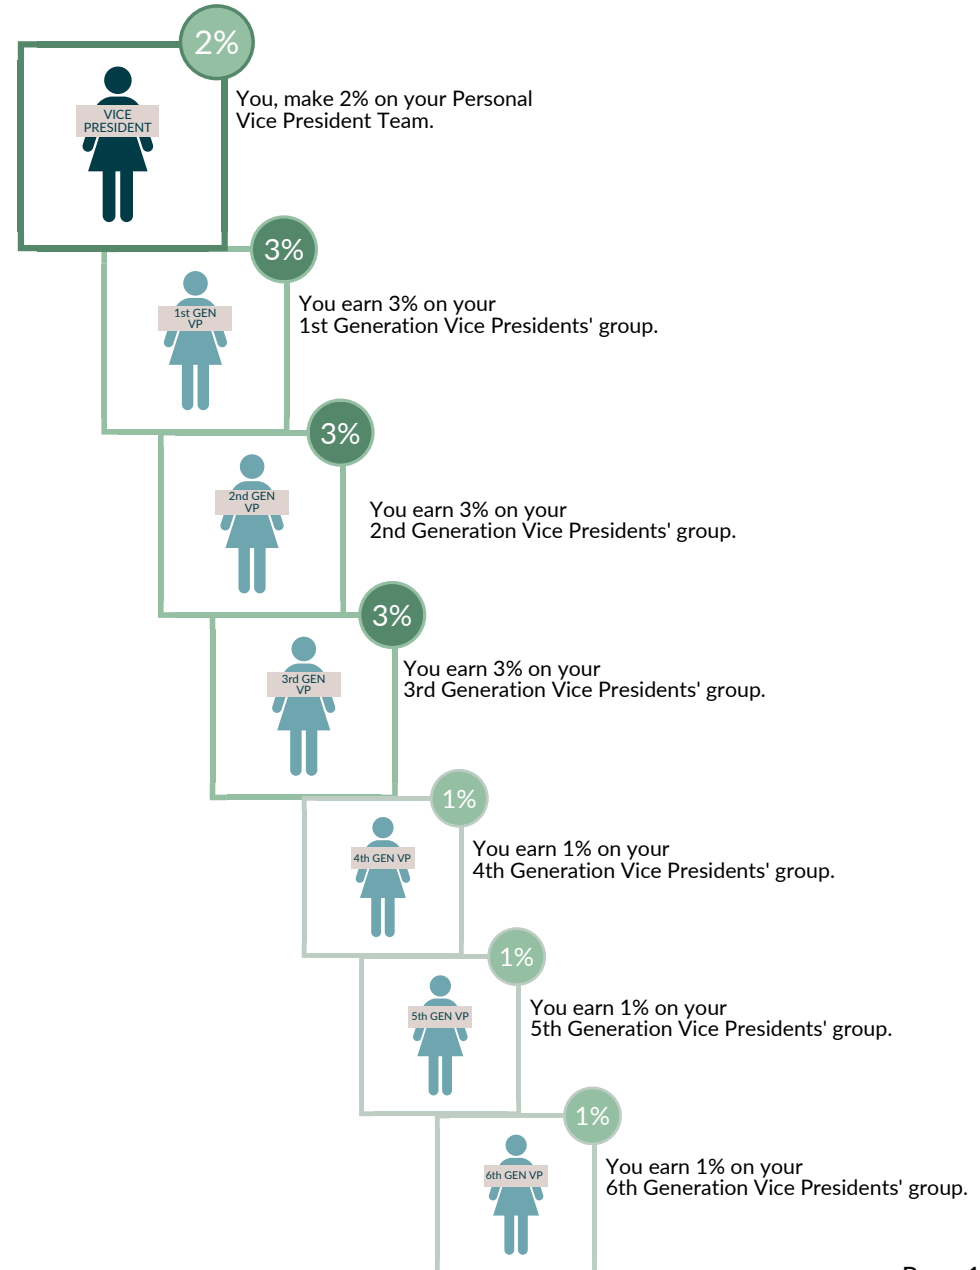 2%
VICE
PRESIDENT
You, make 2% on your Personal
Vice President Team.
3%
1st GEN
VP
You earn 3% on your
1st Generation Vice Presidents' group.
3%
2nd GEN
VP
You earn 3% on your
2nd Generation Vice Presidents' group.
3%
3rd GEN
VP
You earn 3% on your
3rd Generation Vice Presidents' group.
1%
4th GEN VP
You earn 1% on your
4th Generation Vice Presidents' group.
1%
5th GEN VP
You earn 1% on your
5th Generation Vice Presidents' group.
1%
6th GEN VP
You earn 1% on your
6th Generation Vice Presidents' group.